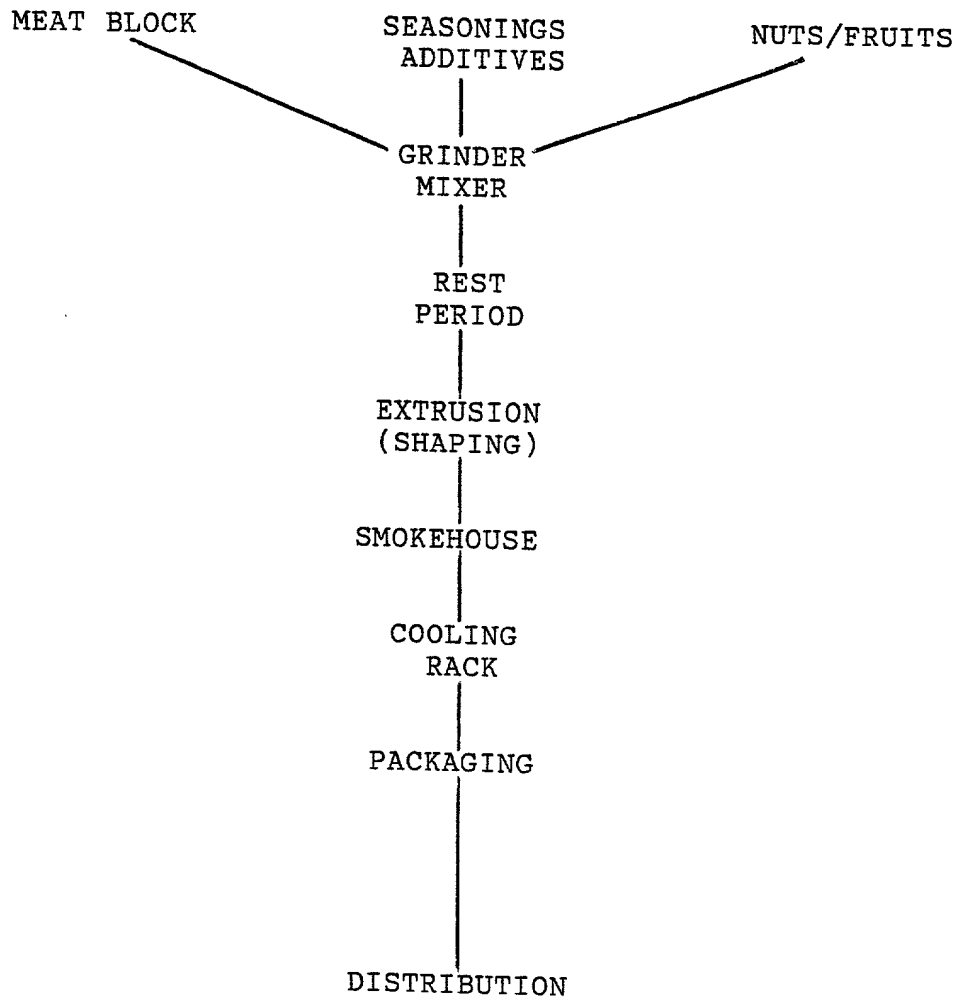 MEAT BLOCK
SEASONINGS
ADDITIVES
NUTS/FRUITS
GRINDER
MIXER
REST
PERIOD
EXTRUSION
(SHAPING)
SMOKEHOUSE
COOLING
RACK
PACKAGING
DISTRIBUTION